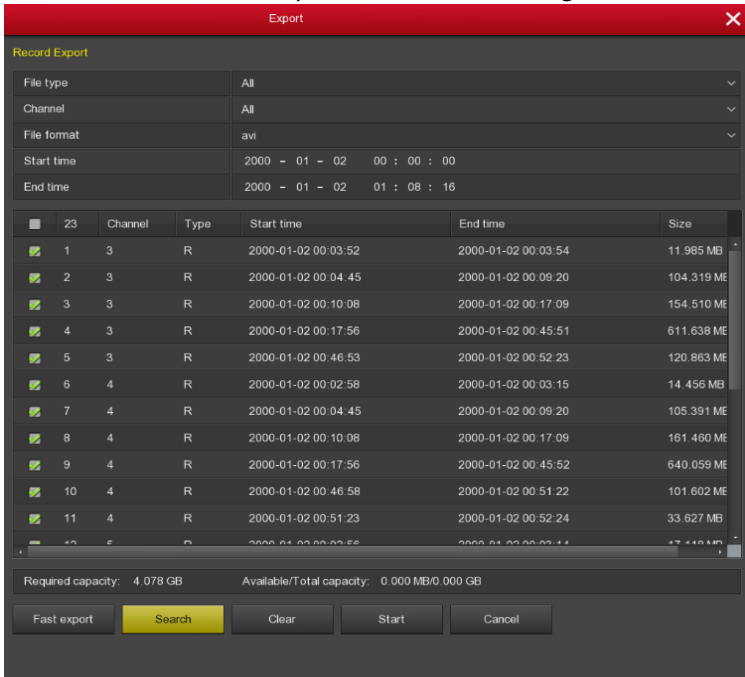 Export
Record Export
File type All
Channel All
File format avi
Start time 2000 - 01 - 02 00 : 00 : 00
End time 2000 - 01 - 02 01 : 08 : 16
23 Channel Type Start time End time Size
1 3 R 2000-01-02 00:03:52 2000-01-02 00:03:54 11.985 MB
2 3 R 2000-01-02 00:04:45 2000-01-02 00:09:20 104.319 MB
3 3 R 2000-01-02 00:10:08 2000-01-02 00:17:09 154.510 MB
4 3 R 2000-01-02 00:17:56 2000-01-02 00:45:51 611.638 MB
5 3 R 2000-01-02 00:46:53 2000-01-02 00:52:23 120.863 MB
6 4 R 2000-01-02 00:02:58 2000-01-02 00:03:15 14.456 MB
7 4 R 2000-01-02 00:04:45 2000-01-02 00:09:20 105.391 MB
8 4 R 2000-01-02 00:10:08 2000-01-02 00:17:09 161.460 MB
9 4 R 2000-01-02 00:17:56 2000-01-02 00:45:52 640.059 MB
10 4 R 2000-01-02 00:46:58 2000-01-02 00:51:22 101.602 MB
11 4 R 2000-01-02 00:51:23 2000-01-02 00:52:24 33.627 MB
Required capacity: 4.078 GB Available/Total capacity: 0.000 MB/0.000 GB
Fast export Search Clear Start Cancel